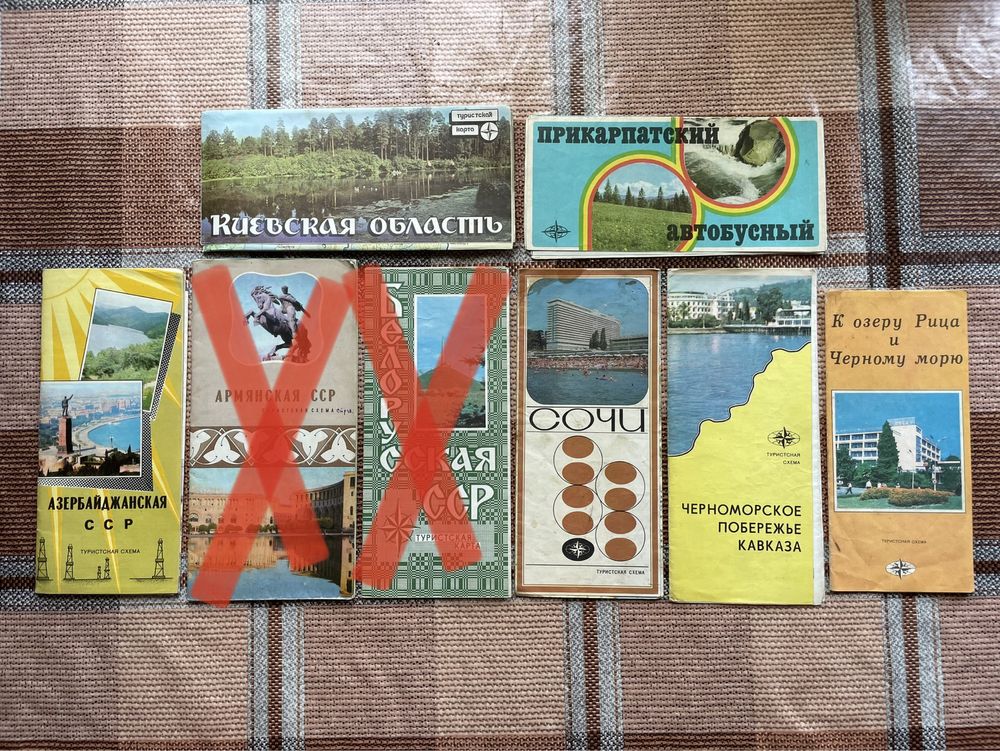 туристская
карта
Киевская область
ПРИКАРПАТСКИЙ
АВТОБУСНЫЙ
АЗЕРБАЙДЖАНСКАЯ
ССР
ТУРИСТСКАЯ СХЕМА
АРМЯНСКАЯ ССР
ТУРИСТСКАЯ СХЕМА
Белорусская
ССР
ТУРИСТСКАЯ
КАРТА
СОЧИ
ТУРИСТСКАЯ СХЕМА
ТУРИСТСКАЯ
СХЕМА
ЧЕРНОМОРСКОЕ
ПОБЕРЕЖЬЕ
КАВКАЗА
К озеру Рица
и
Черному морю
ТУРИСТСКАЯ СХЕМА